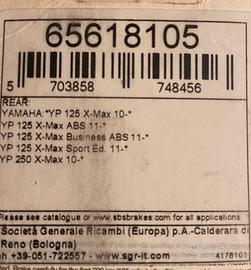 65618105
5 703858 748456
REAR:
YAMAHA:*YP 125 X-Max 10-*
YP 125 X-Max ABS 11-*
YP 125 X-Max Business ABS 11-*
YP 125 X-Max Sport Ed. 11-*
YP 250 X-Max 10-*
Please see catalogue or www.sbsbrakes.com for all applications
Società Generale Ricambi (Europa) p.A.-Calderara di
Reno (Bologna)
h +39-051-722557 - www.sgr-it.com